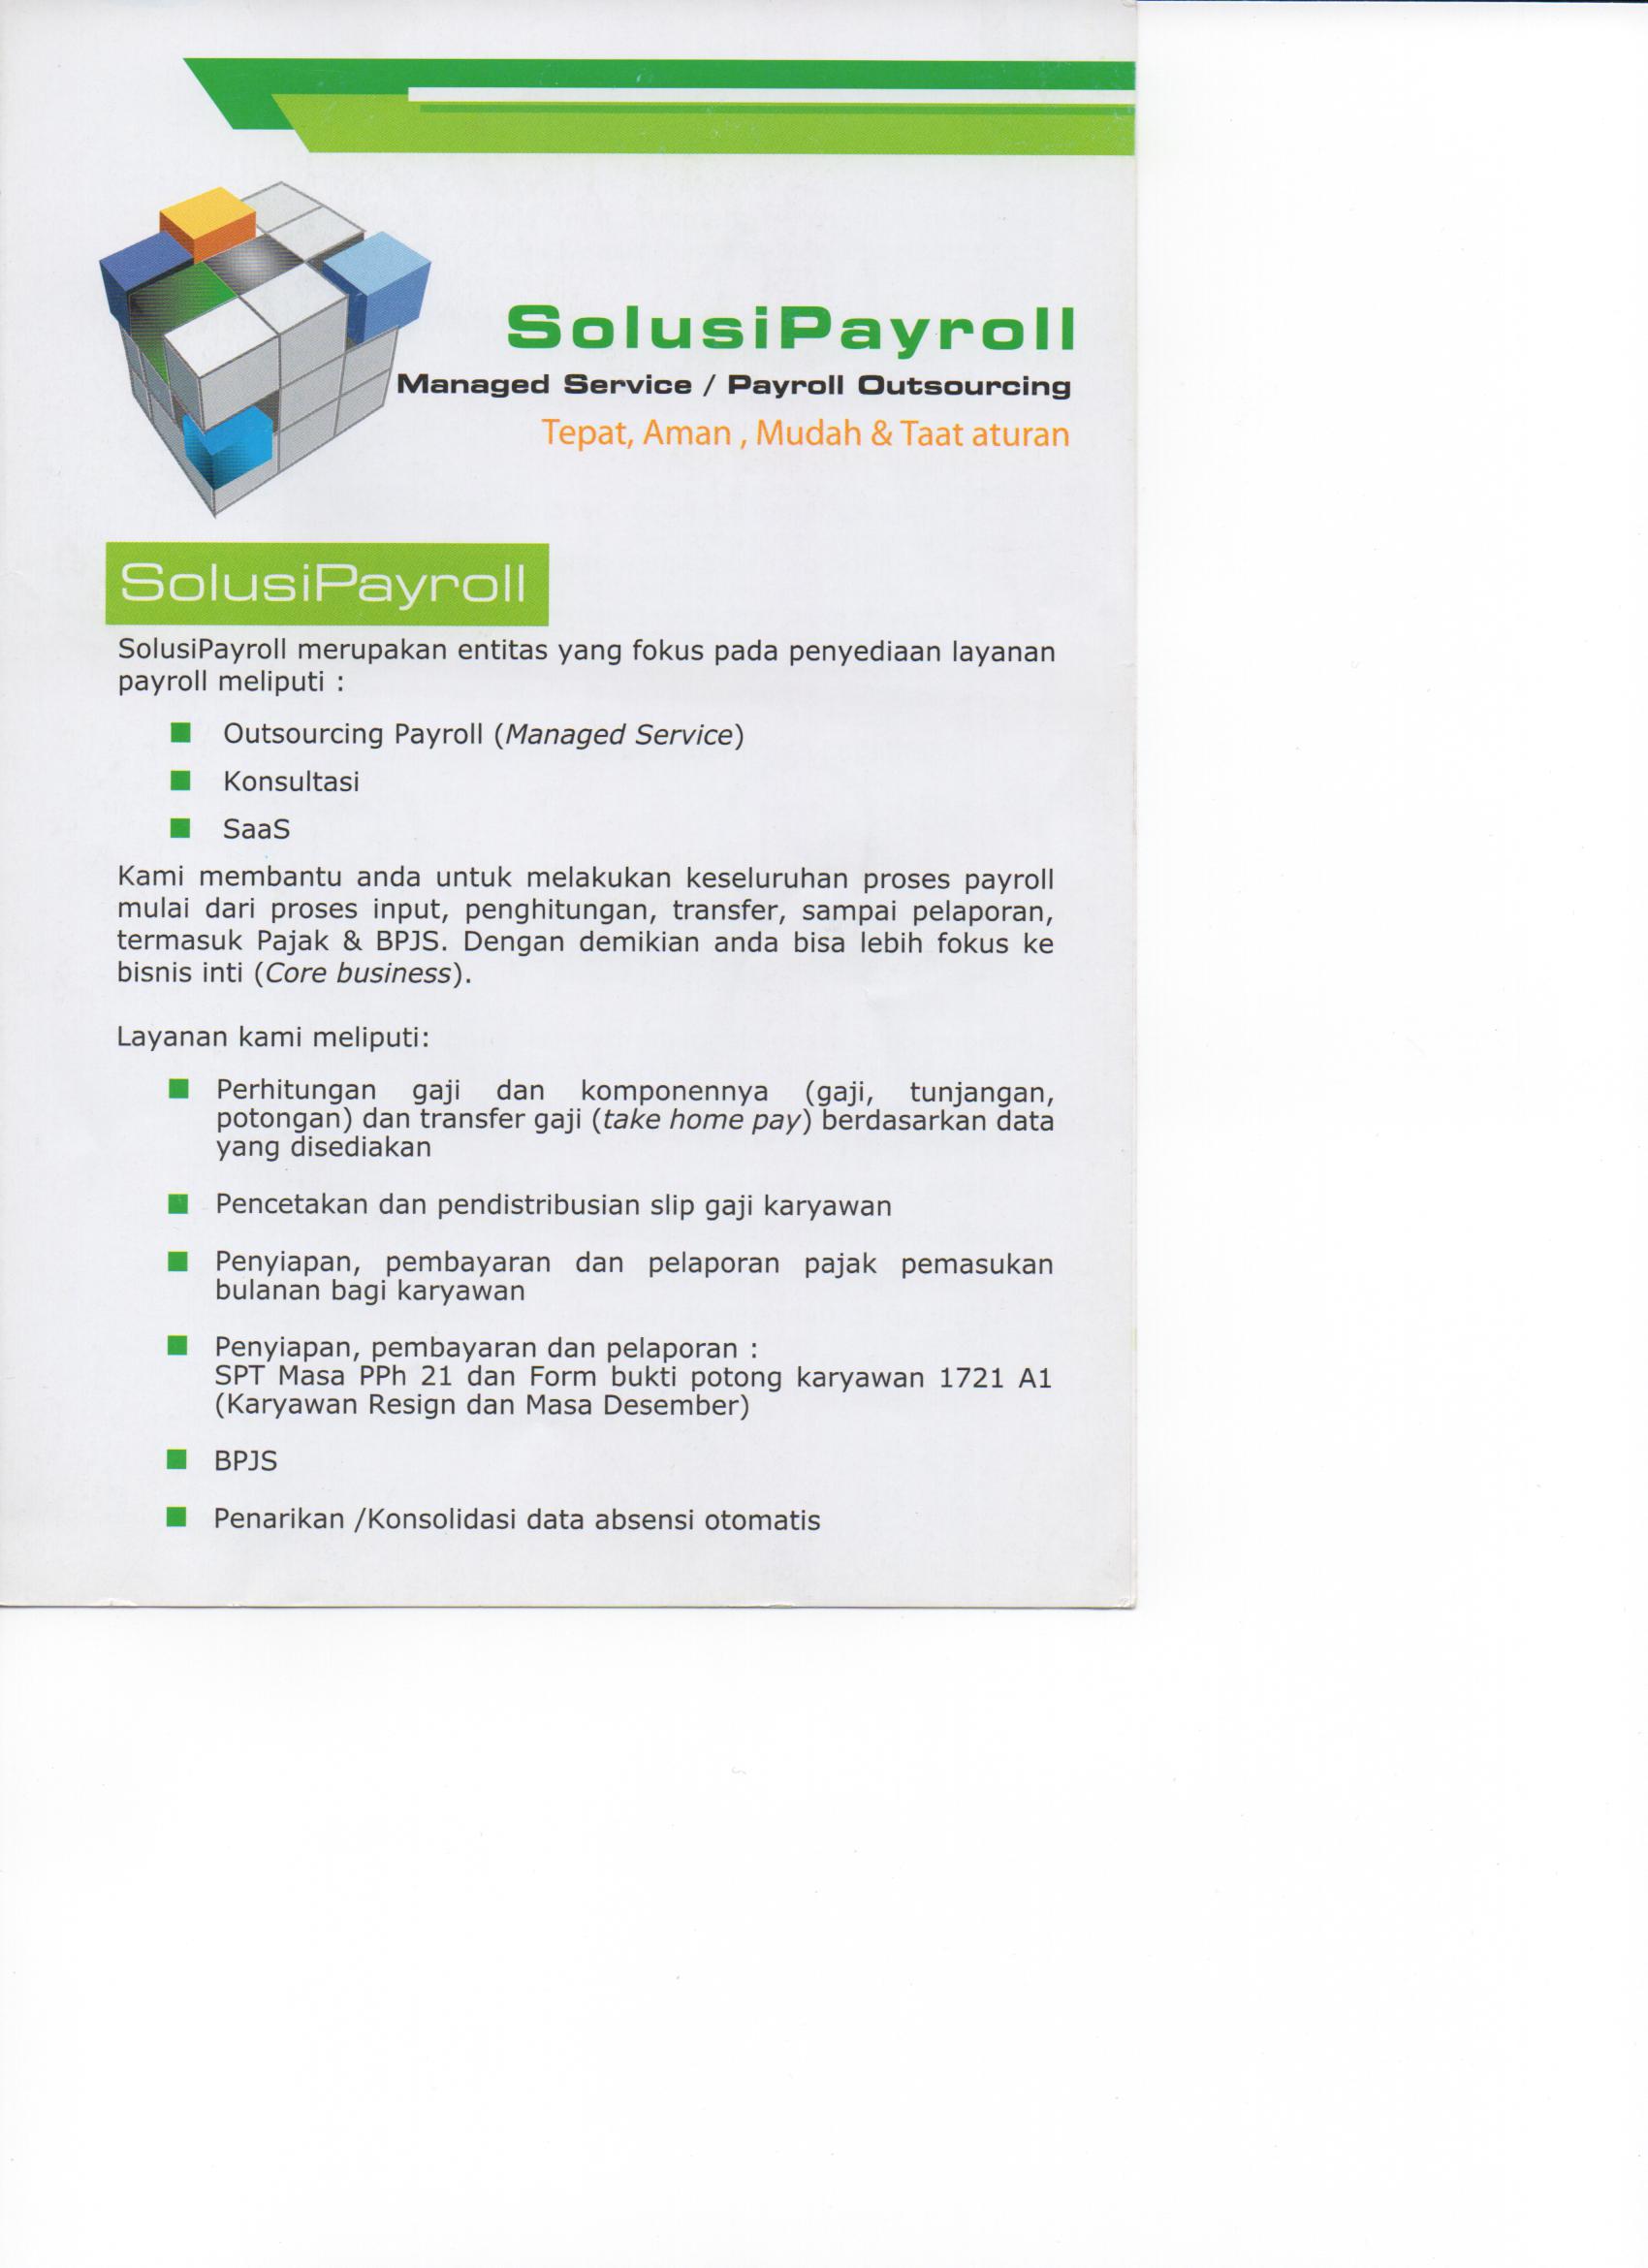 SolusiPayroll
Managed Service / Payroll Outsourcing
Tepat, Aman , Mudah & Taat aturan
SolusiPayroll
SolusiPayroll merupakan entitas yang fokus pada penyediaan layanan
payroll meliputi :
Outsourcing Payroll (Managed Service)
Konsultasi
SaaS
Kami membantu anda untuk melakukan keseluruhan proses payroll
mulai dari proses input, penghitungan, transfer, sampai pelaporan,
termasuk Pajak & BPJS. Dengan demikian anda bisa lebih fokus ke
bisnis inti (Core business).
Layanan kami meliputi:
Perhitungan gaji dan komponennya (gaji, tunjangan,
potongan) dan transfer gaji (take home pay) berdasarkan data
yang disediakan
Pencetakan dan pendistribusian slip gaji karyawan
Penyiapan, pembayaran dan pelaporan pajak pemasukan
bulanan bagi karyawan
Penyiapan, pembayaran dan pelaporan :
SPT Masa PPh 21 dan Form bukti potong karyawan 1721 A1
(Karyawan Resign dan Masa Desember)
BPJS
Penarikan /Konsolidasi data absensi otomatis